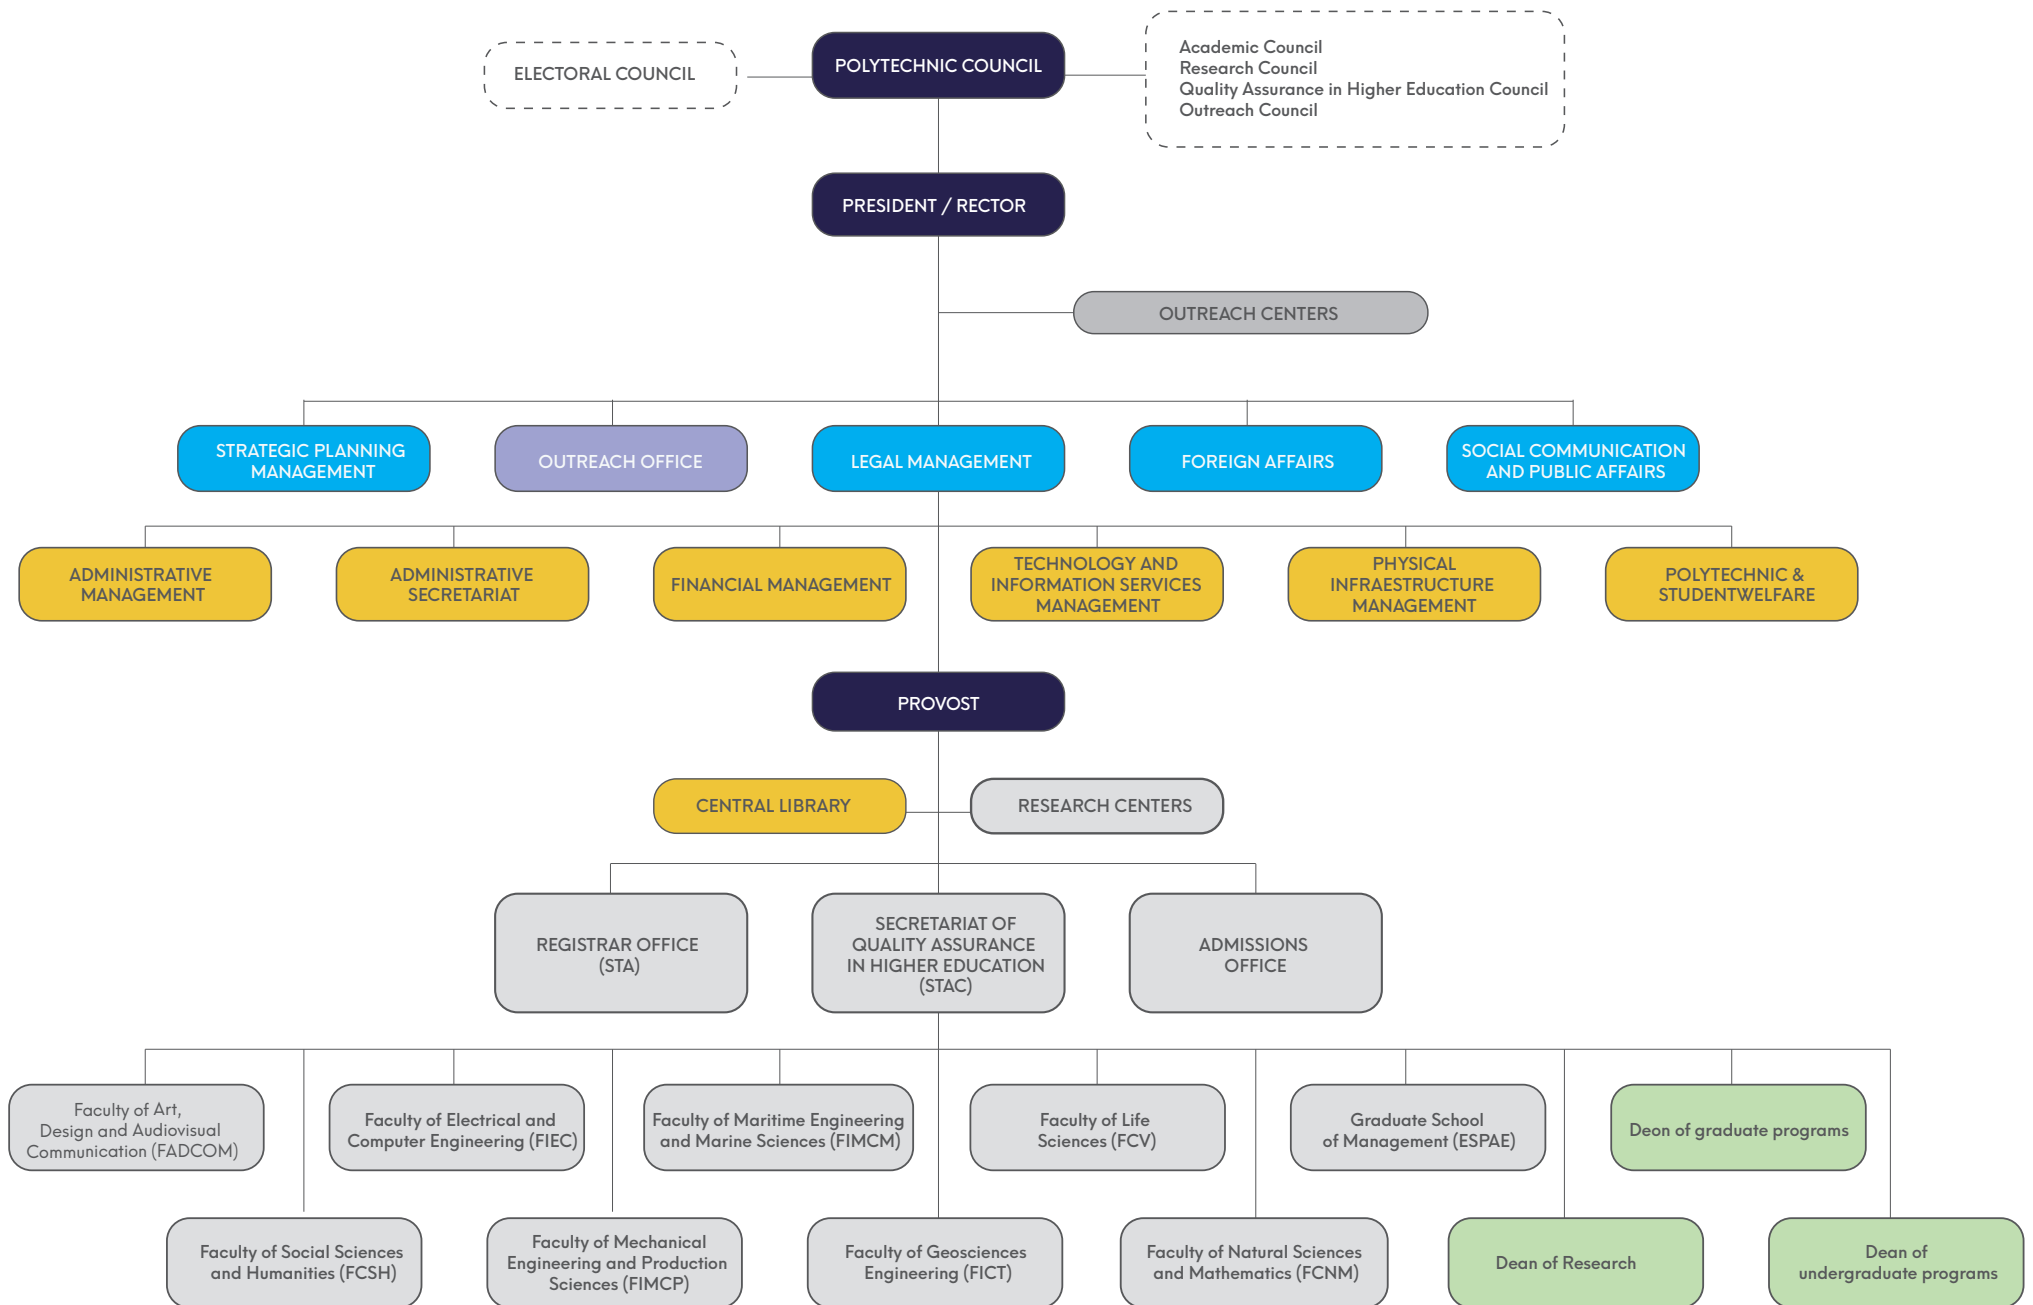 ELECTORAL COUNCIL
POLYTECHNIC COUNCIL
Academic Council
Research Council
Quality Assurance in Higher Education Council
Outreach Council
PRESIDENT / RECTOR
OUTREACH CENTERS
STRATEGIC PLANNING
MANAGEMENT
OUTREACH OFFICE
LEGAL MANAGEMENT
FOREIGN AFFAIRS
SOCIAL COMMUNICATION
AND PUBLIC AFFAIRS
ADMINISTRATIVE
MANAGEMENT
ADMINISTRATIVE
SECRETARIAT
FINANCIAL MANAGEMENT
TECHNOLOGY AND
INFORMATION SERVICES
MANAGEMENT
PHYSICAL
INFRAESTRUCTURE
MANAGEMENT
POLYTECHNIC &
STUDENTWELFARE
PROVOST
CENTRAL LIBRARY
RESEARCH CENTERS
REGISTRAR OFFICE
(STA)
SECRETARIAT OF
QUALITY ASSURANCE
IN HIGHER EDUCATION
(STAC)
ADMISSIONS
OFFICE
Faculty of Art,
Design and Audiovisual
Communication (FADCOM)
Faculty of Electrical and
Computer Engineering (FIEC)
Faculty of Maritime Engineering
and Marine Sciences (FIMCM)
Faculty of Life
Sciences (FCV)
Graduate School
of Management (ESPAE)
Deon of graduate programs
Faculty of Social Sciences
and Humanities (FCSH)
Faculty of Mechanical
Engineering and Production
Sciences (FIMCP)
Faculty of Geosciences
Engineering (FICT)
Faculty of Natural Sciences
and Mathematics (FCNM)
Dean of Research
Dean of
undergraduate programs